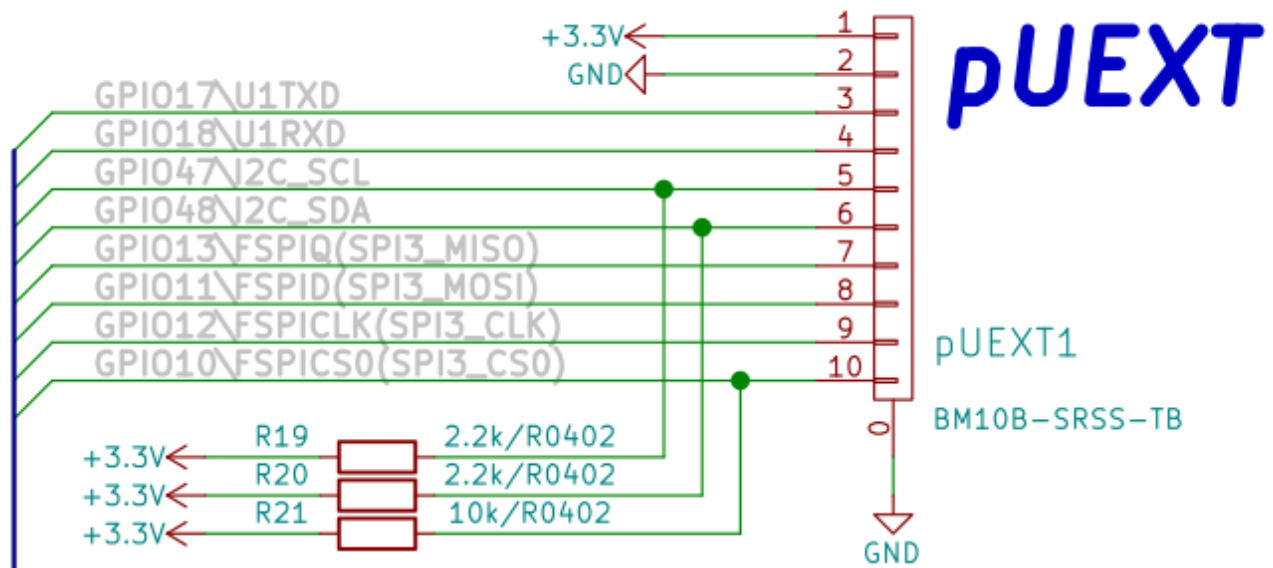 pUEXT
+3.3V 1
GND 2
GPIO17\U1TXD 3
GPIO18\U1RXD 4
GPIO47\I2C_SCL 5
GPIO48\I2C_SDA 6
GPIO13\FSPIQ(SPI3_MISO) 7
GPIO11\FSPID(SPI3_MOSI) 8
GPIO12\FSPICLK(SPI3_CLK) 9
GPIO10\FSPICS0(SPI3_CS0) 10
pUEXT1
BM10B-SRSS-TB
0
GND
+3.3V R19 2.2k/R0402
+3.3V R20 2.2k/R0402
+3.3V R21 10k/R0402